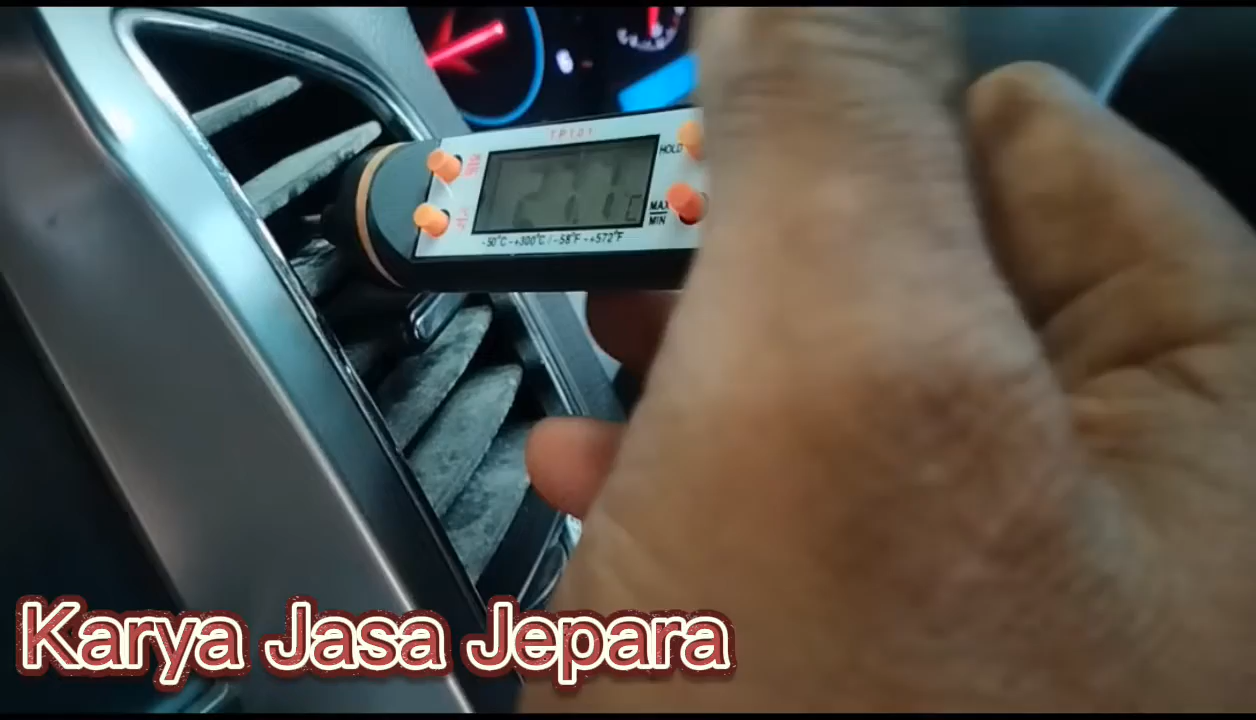 TP101
HOLD
MAX
MIN
-50°C-+300°C/-58°F-+572°F
Karya Jasa Jepara